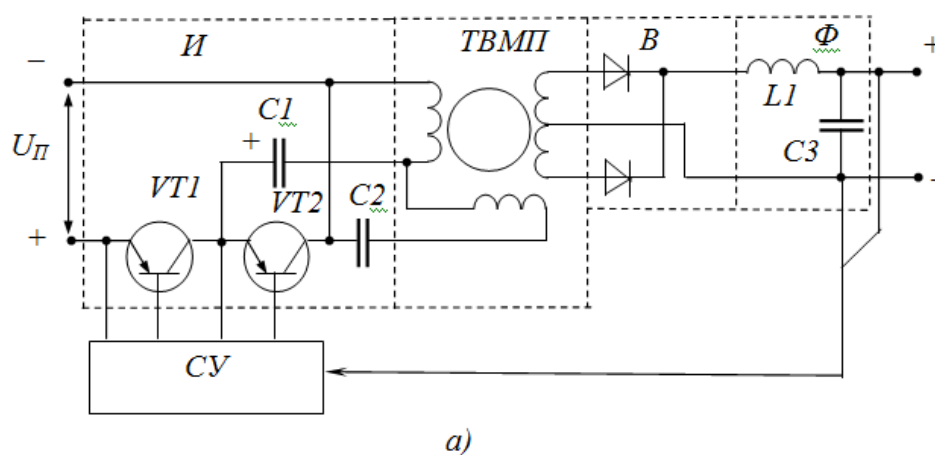 И ТВМП В Ф
− +
C1 L1
U_П + C3
VT1 VT2 C2 -
+
СУ
а)